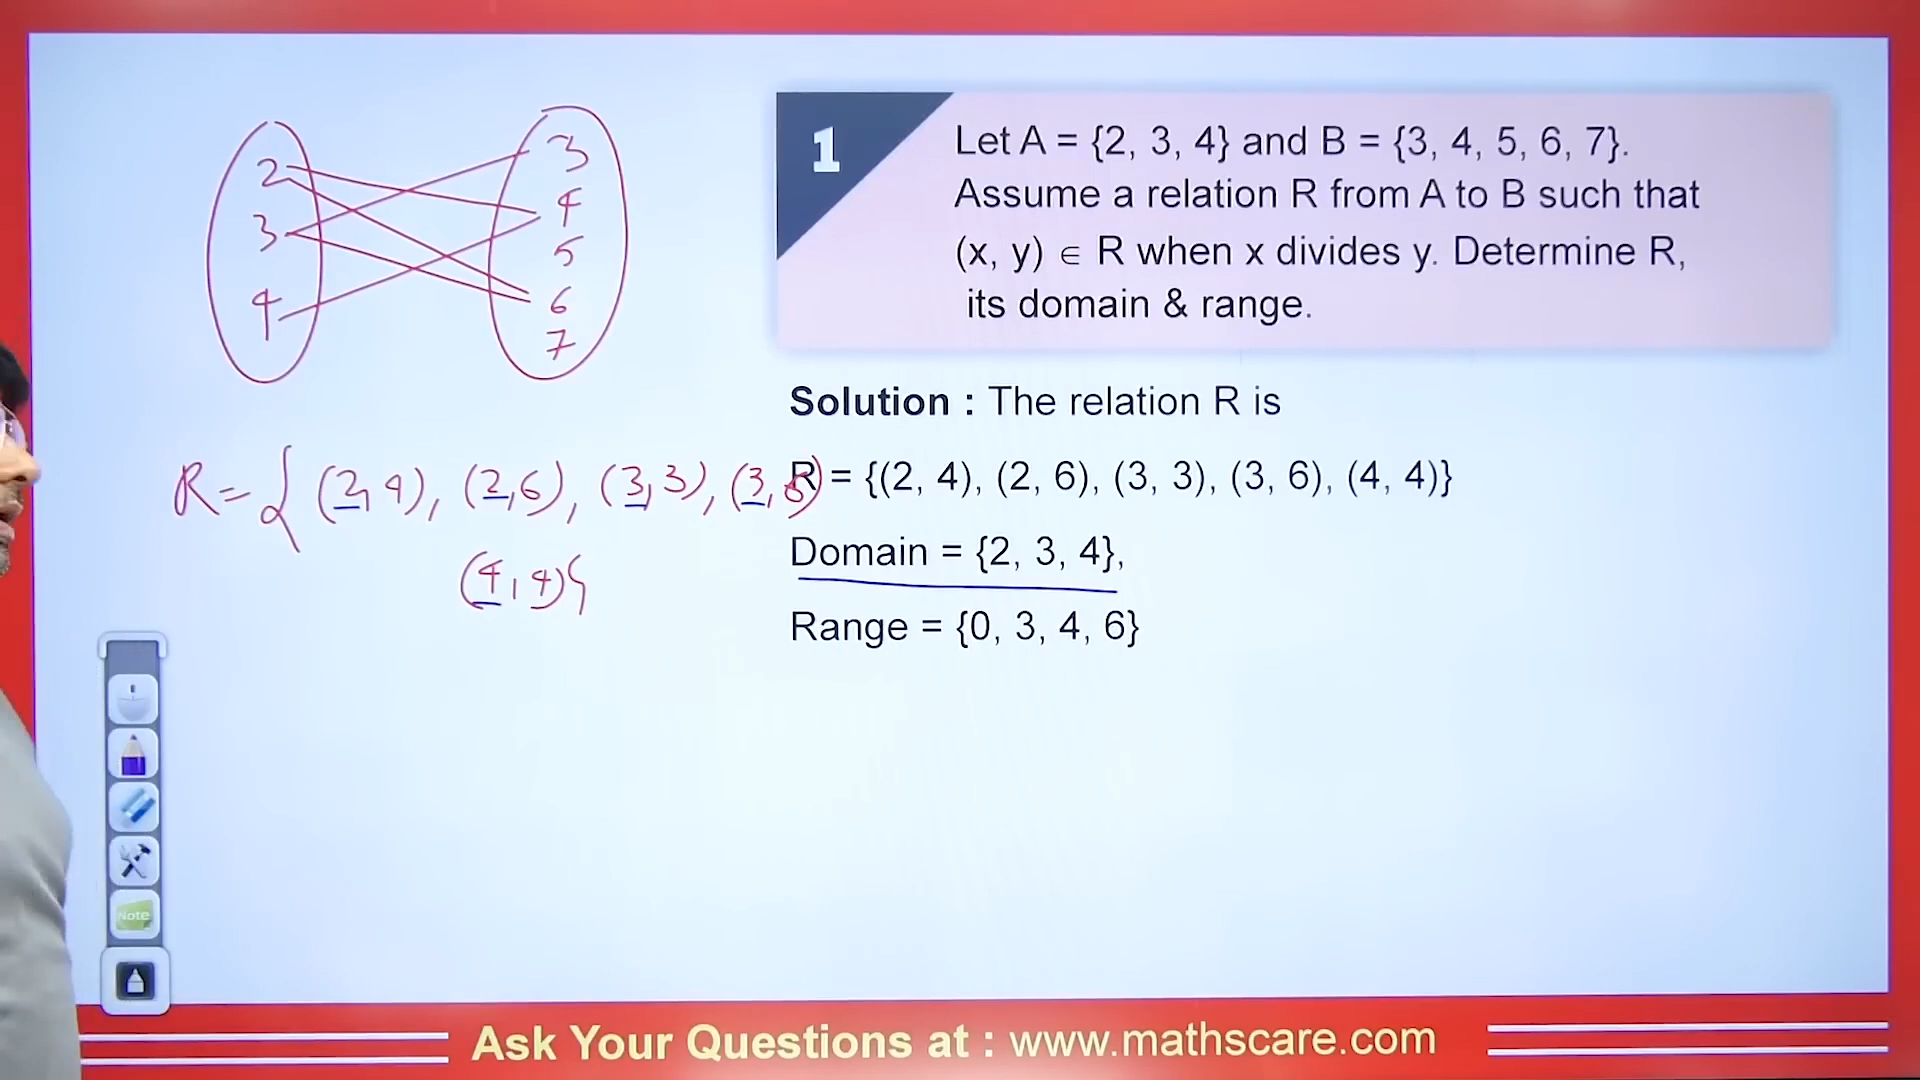 1
Let A = {2, 3, 4} and B = {3, 4, 5, 6, 7}.
Assume a relation R from A to B such that
(x, y) ∈ R when x divides y. Determine R,
its domain & range.
2
3
4
3
4
5
6
7
Solution : The relation R is
R = {(2, 4), (2, 6), (3, 3), (3, 6), (4, 4)}
R = { (2, 4), (2, 6), (3, 3), (3, 6)
(4, 4)}
Domain = {2, 3, 4},
Range = {0, 3, 4, 6}
Note
Ask Your Questions at : www.mathscare.com